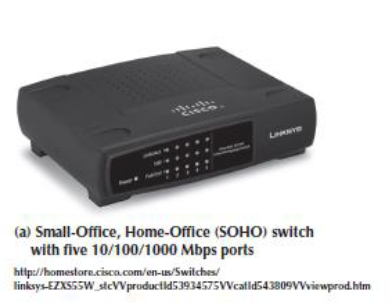 CISCO
LINKSYS
(a) Small-Office, Home-Office (SOHO) switch
with five 10/100/1000 Mbps ports
http://homestore.cisco.com/en-us/Switches/
linksys-EZXS55W_stcVVproductId53934575VVcatId543809VVviewprod.htm